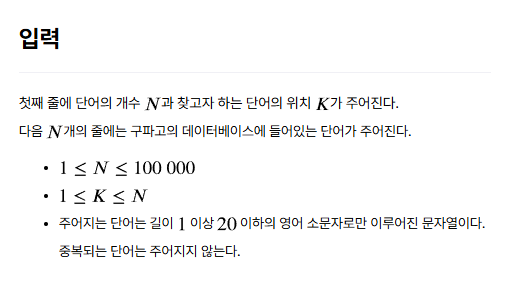 입력
첫째 줄에 단어의 개수 N과 찾고자 하는 단어의 위치 K가 주어진다.
다음 N개의 줄에는 구파고의 데이터베이스에 들어있는 단어가 주어진다.
• 1 ≤ N ≤ 100 000
• 1 ≤ K ≤ N
• 주어지는 단어는 길이 1 이상 20 이하의 영어 소문자로만 이루어진 문자열이다.
중복되는 단어는 주어지지 않는다.